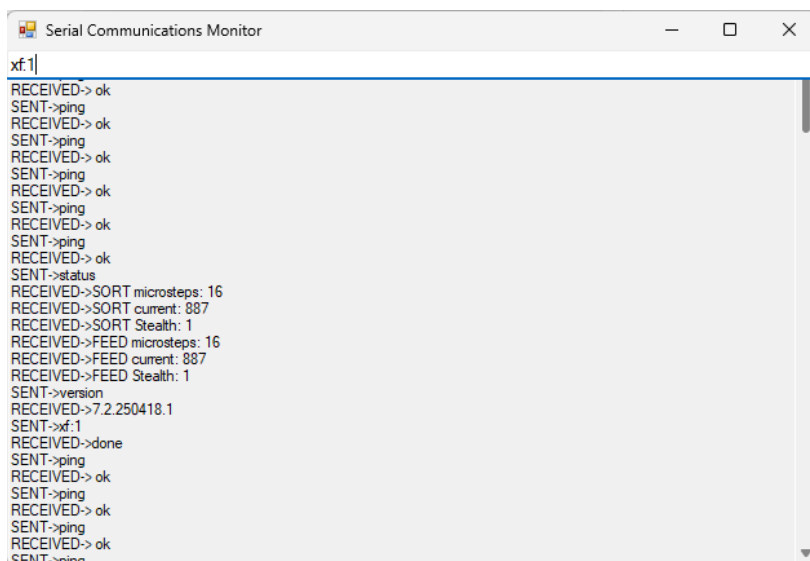 Serial Communications Monitor
xf:1
RECEIVED-> ok
SENT->ping
RECEIVED-> ok
SENT->ping
RECEIVED-> ok
SENT->ping
RECEIVED-> ok
SENT->ping
RECEIVED-> ok
SENT->ping
RECEIVED-> ok
SENT->status
RECEIVED->SORT microsteps: 16
RECEIVED->SORT current: 887
RECEIVED->SORT Stealth: 1
RECEIVED->FEED microsteps: 16
RECEIVED->FEED current: 887
RECEIVED->FEED Stealth: 1
SENT->version
RECEIVED->7.2.250418.1
SENT->xf:1
RECEIVED->done
SENT->ping
RECEIVED-> ok
SENT->ping
RECEIVED-> ok
SENT->ping
RECEIVED-> ok
SENT->ping